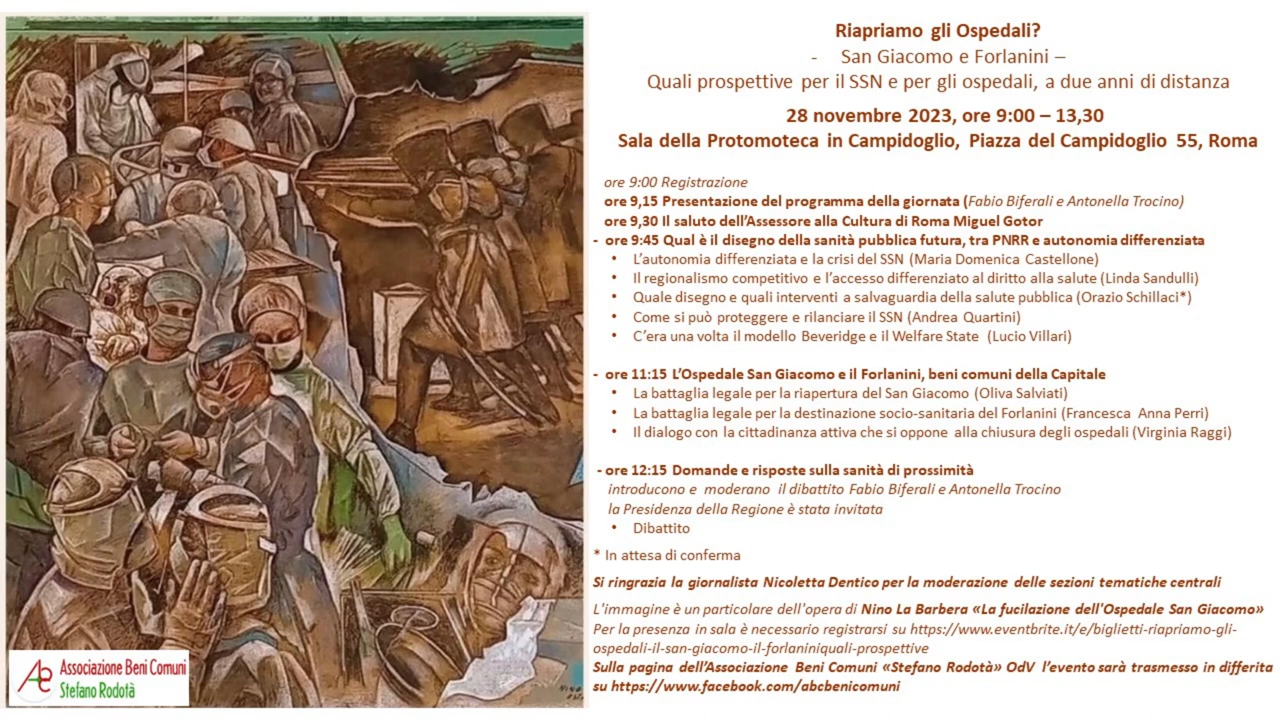 Riapriamo gli Ospedali?
- San Giacomo e Forlanini –
Quali prospettive per il SSN e per gli ospedali, a due anni di distanza
28 novembre 2023, ore 9:00 – 13,30
Sala della Protomoteca in Campidoglio, Piazza del Campidoglio 55, Roma
ore 9:00 Registrazione
ore 9,15 Presentazione del programma della giornata (Fabio Biferali e Antonella Trocino)
ore 9,30 Il saluto dell’Assessore alla Cultura di Roma Miguel Gotor
- ore 9:45 Qual è il disegno della sanità pubblica futura, tra PNRR e autonomia differenziata
• L’autonomia differenziata e la crisi del SSN (Maria Domenica Castellone)
• Il regionalismo competitivo e l’accesso differenziato al diritto alla salute (Linda Sandulli)
• Quale disegno e quali interventi a salvaguardia della salute pubblica (Orazio Schillaci*)
• Come si può proteggere e rilanciare il SSN (Andrea Quartini)
• C’era una volta il modello Beveridge e il Welfare State (Lucio Villari)
- ore 11:15 L’Ospedale San Giacomo e il Forlanini, beni comuni della Capitale
• La battaglia legale per la riapertura del San Giacomo (Oliva Salviati)
• La battaglia legale per la destinazione socio-sanitaria del Forlanini (Francesca Anna Perri)
• Il dialogo con la cittadinanza attiva che si oppone alla chiusura degli ospedali (Virginia Raggi)
- ore 12:15 Domande e risposte sulla sanità di prossimità
introducono e moderano il dibattito Fabio Biferali e Antonella Trocino
la Presidenza della Regione è stata invitata
• Dibattito
* In attesa di conferma
Si ringrazia la giornalista Nicoletta Dentico per la moderazione delle sezioni tematiche centrali
L'immagine è un particolare dell'opera di Nino La Barbera «La fucilazione dell'Ospedale San Giacomo»
Per la presenza in sala è necessario registrarsi su https://www.eventbrite.it/e/biglietti-riapriamo-gli-
ospedali-il-san-giacomo-il-forlaniniquali-prospettive
Sulla pagina dell’Associazione Beni Comuni «Stefano Rodotà» OdV l’evento sarà trasmesso in differita
su https://www.facebook.com/abcbenicomuni
Associazione Beni Comuni
Stefano Rodotà